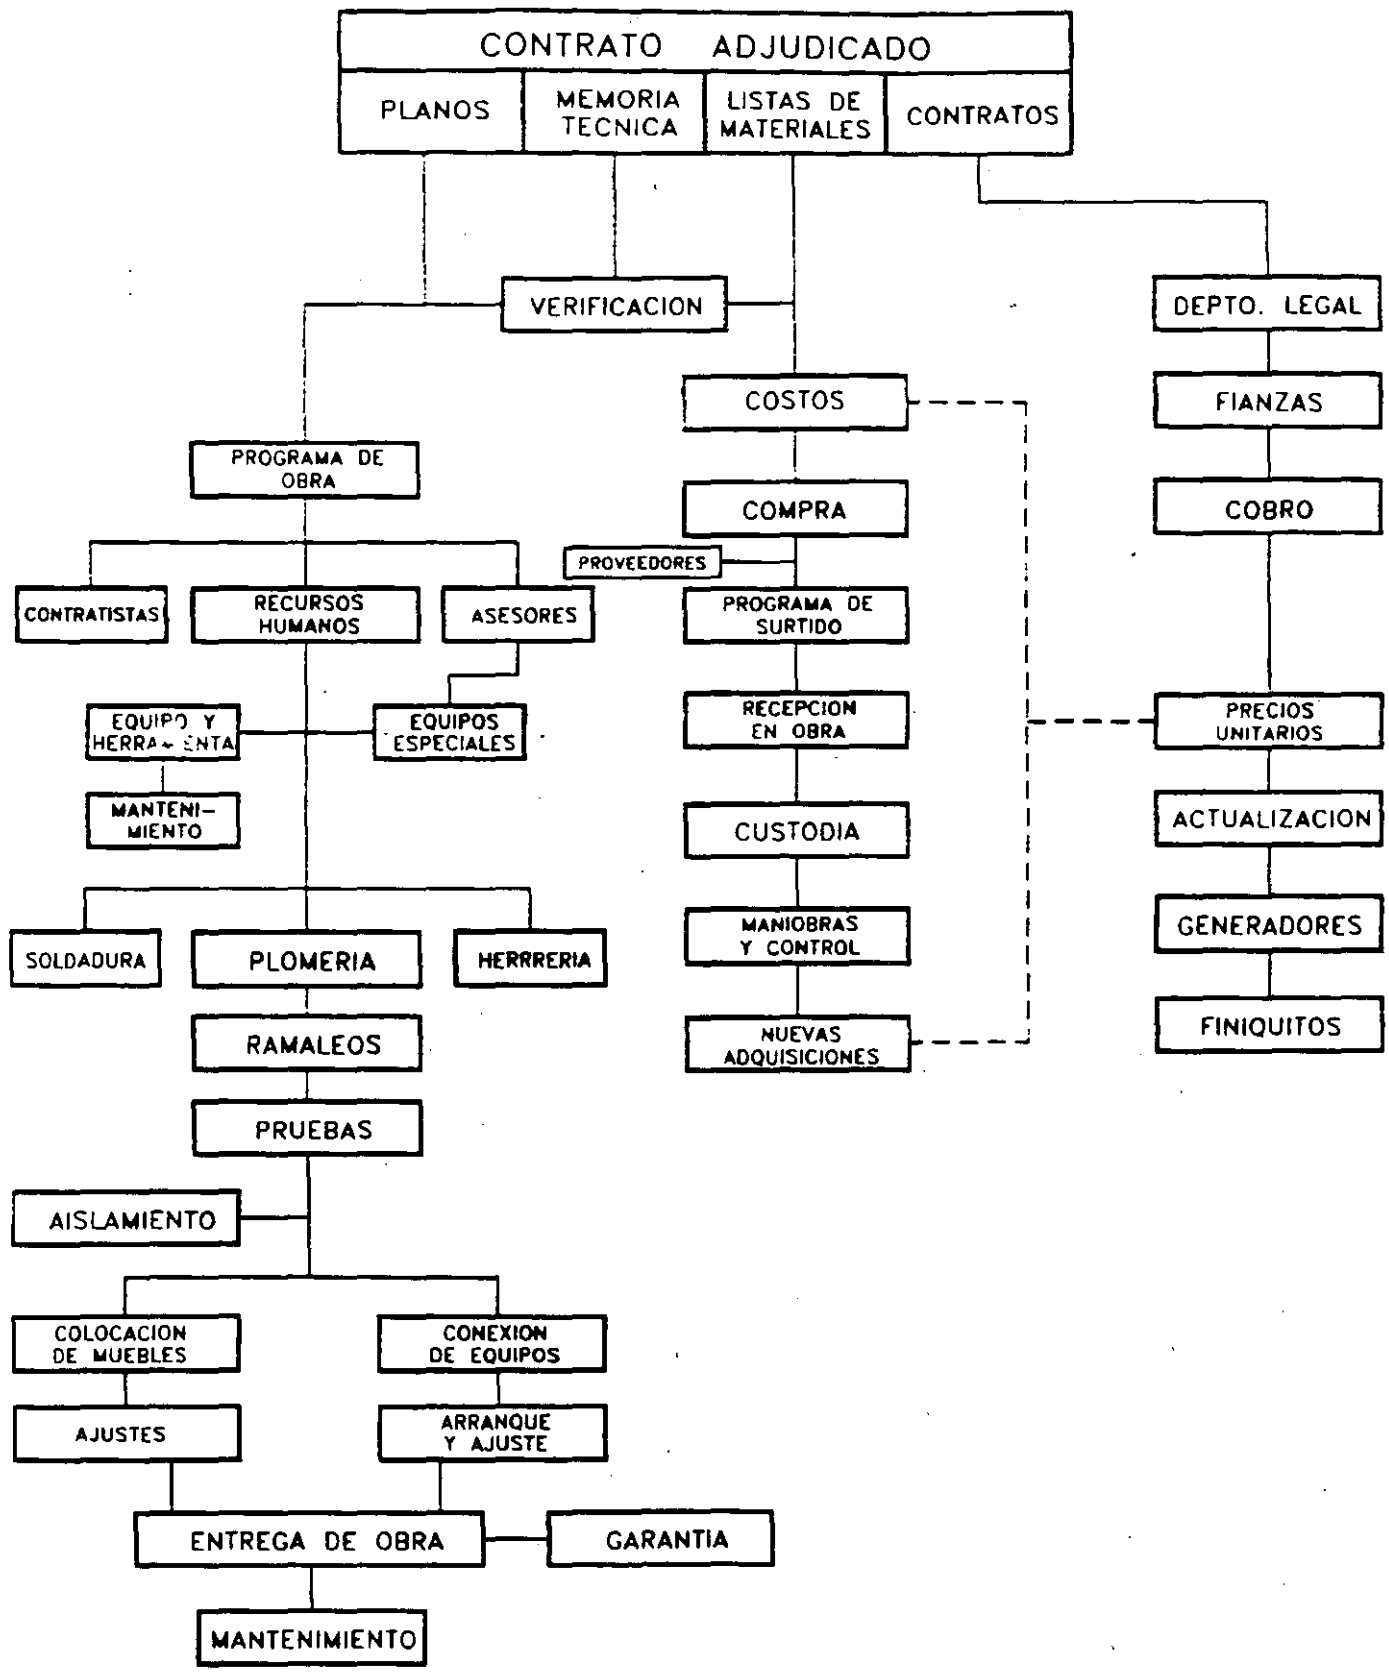 CONTRATO ADJUDICADO
PLANOS
MEMORIA
TECNICA
LISTAS DE
MATERIALES
CONTRATOS
VERIFICACION
DEPTO. LEGAL
COSTOS
FIANZAS
PROGRAMA DE
OBRA
COMPRA
COBRO
PROVEEDORES
CONTRATISTAS
RECURSOS
HUMANOS
ASESORES
PROGRAMA DE
SURTIDO
EQUIPO Y
HERRAMIENTA
EQUIPOS
ESPECIALES
RECEPCION
EN OBRA
PRECIOS
UNITARIOS
MANTENI-
MIENTO
CUSTODIA
ACTUALIZACION
MANIOBRAS
Y CONTROL
GENERADORES
SOLDADURA
PLOMERIA
HERRRERIA
RAMALEOS
NUEVAS
ADQUISICIONES
FINIQUITOS
PRUEBAS
AISLAMIENTO
COLOCACION
DE MUEBLES
CONEXION
DE EQUIPOS
AJUSTES
ARRANQUE
Y AJUSTE
ENTREGA DE OBRA
GARANTIA
MANTENIMIENTO